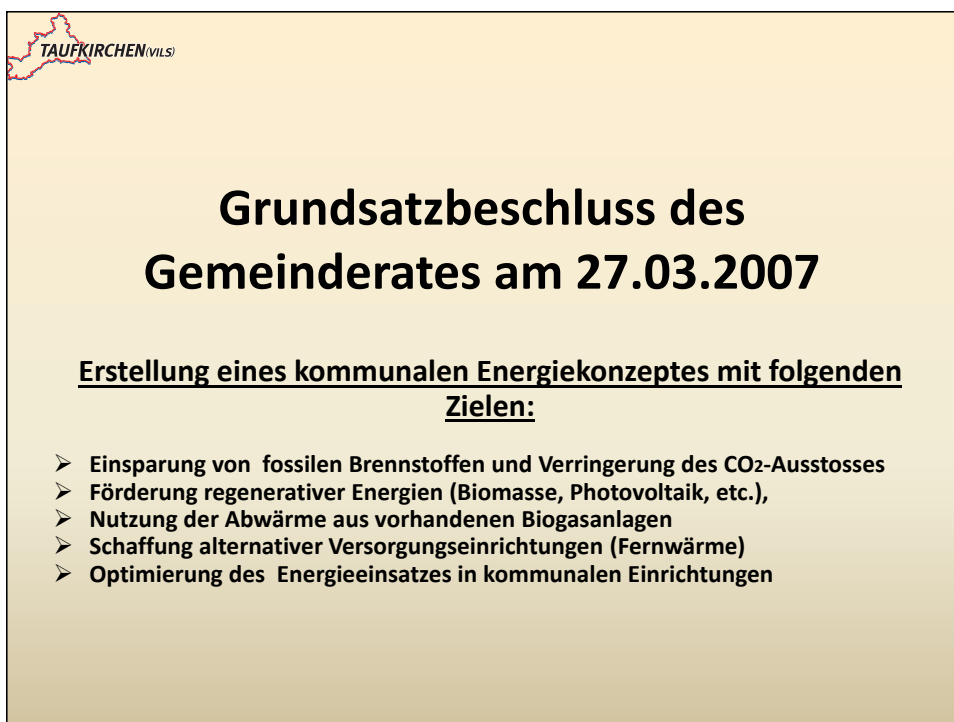 TAUFKIRCHEN(VILS)
Grundsatzbeschluss des
Gemeinderates am 27.03.2007
Erstellung eines kommunalen Energiekonzeptes mit folgenden
Zielen:
➢ Einsparung von fossilen Brennstoffen und Verringerung des CO2-Ausstosses
➢ Förderung regenerativer Energien (Biomasse, Photovoltaik, etc.),
➢ Nutzung der Abwärme aus vorhandenen Biogasanlagen
➢ Schaffung alternativer Versorgungseinrichtungen (Fernwärme)
➢ Optimierung des Energieeinsatzes in kommunalen Einrichtungen